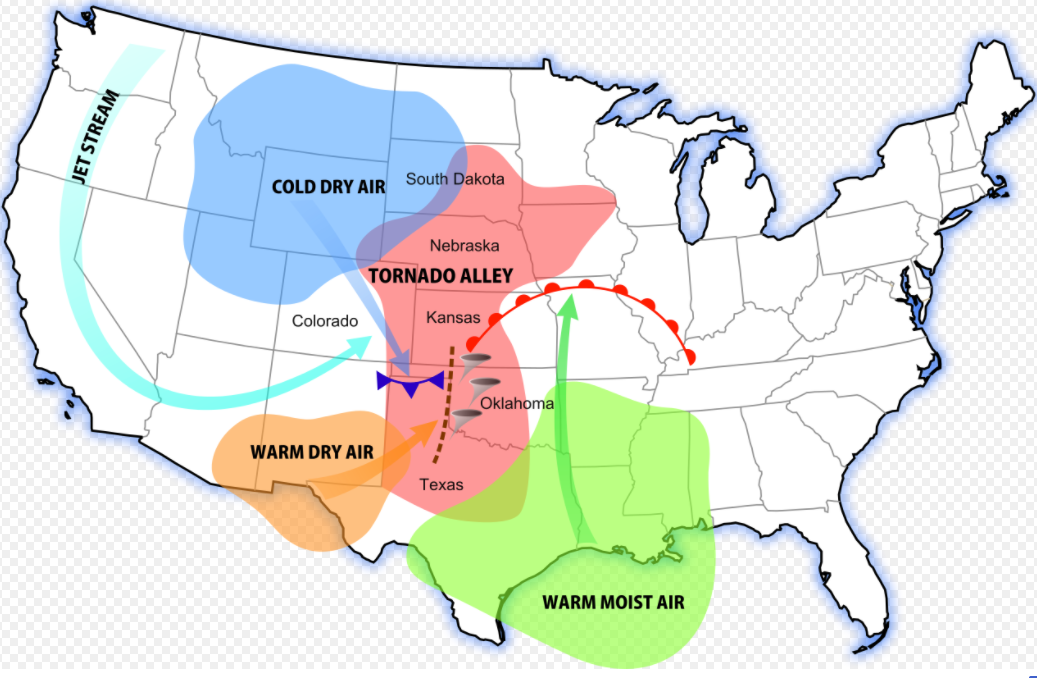 JET STREAM
COLD DRY AIR
South Dakota
Nebraska
TORNADO ALLEY
Colorado
Kansas
Oklahoma
WARM DRY AIR
Texas
WARM MOIST AIR